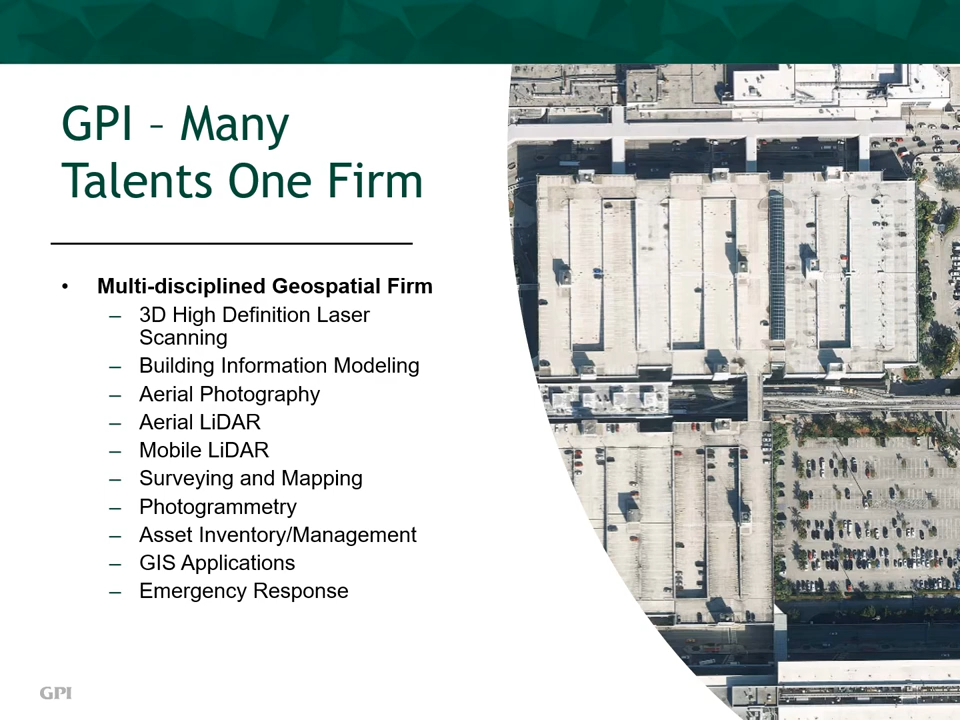 GPI – Many
Talents One Firm
• Multi-disciplined Geospatial Firm
– 3D High Definition Laser
Scanning
– Building Information Modeling
– Aerial Photography
– Aerial LiDAR
– Mobile LiDAR
– Surveying and Mapping
– Photogrammetry
– Asset Inventory/Management
– GIS Applications
– Emergency Response
GPI